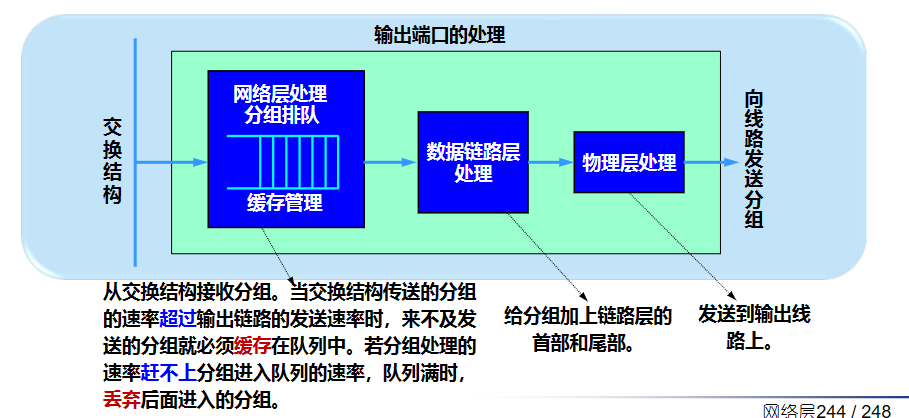 输出端口的处理
交换结构
网络层处理
分组排队
缓存管理
数据链路层
处理
物理层处理
向线路发送分组
从交换结构接收分组。当交换结构传送的分组
的速率超过输出链路的发送速率时，来不及发
送的分组就必须缓存在队列中。若分组处理的
速率赶不上分组进入队列的速率，队列满时，
丢弃后面进入的分组。
给分组加上链路层的
首部和尾部。
发送到输出线
路上。
网络层244 / 248